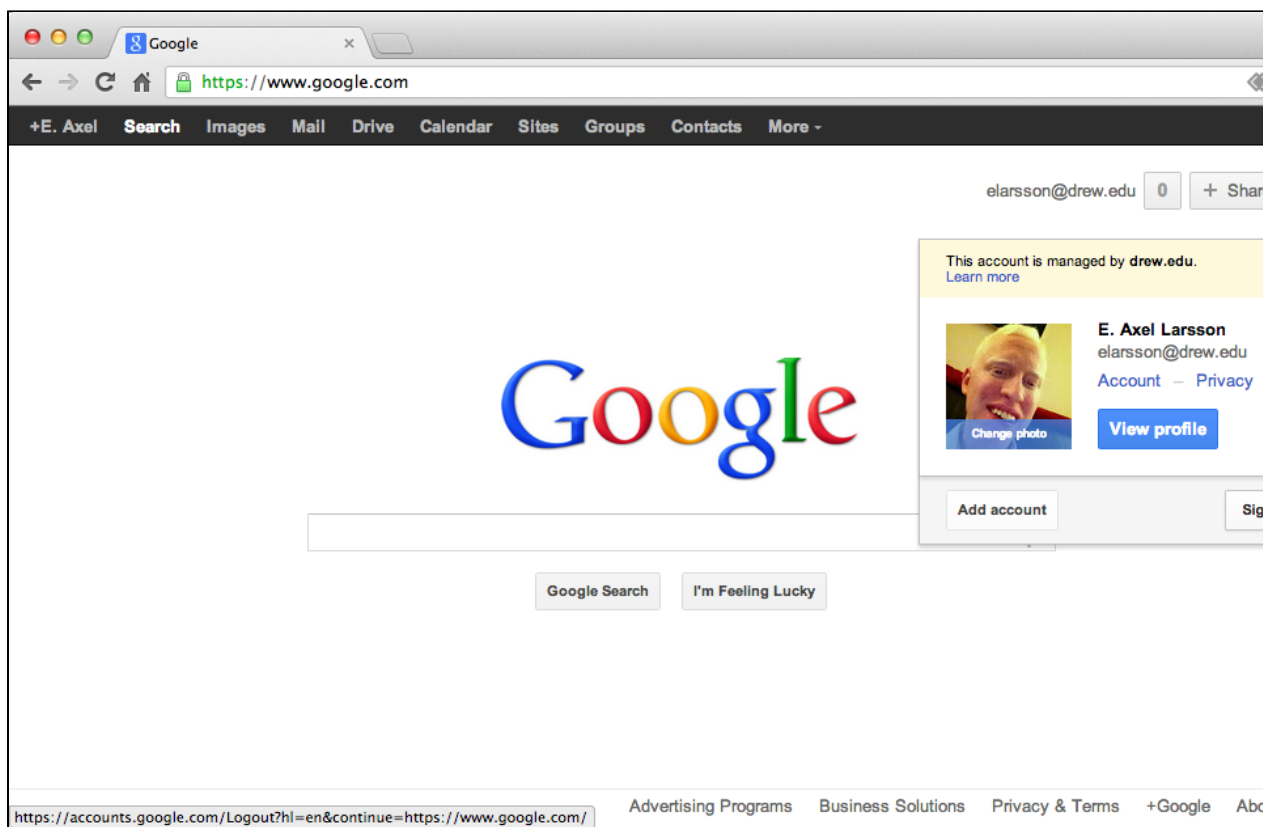 Google
https://www.google.com
+E. Axel Search Images Mail Drive Calendar Sites Groups Contacts More
elarsson@drew.edu 0 + Shar
This account is managed by drew.edu.
Learn more
E. Axel Larsson
elarsson@drew.edu
Account – Privacy
Change photo
View profile
Google
Add account Sig
Google Search I'm Feeling Lucky
Advertising Programs Business Solutions Privacy & Terms +Google Abo
https://accounts.google.com/Logout?hl=en&continue=https://www.google.com/